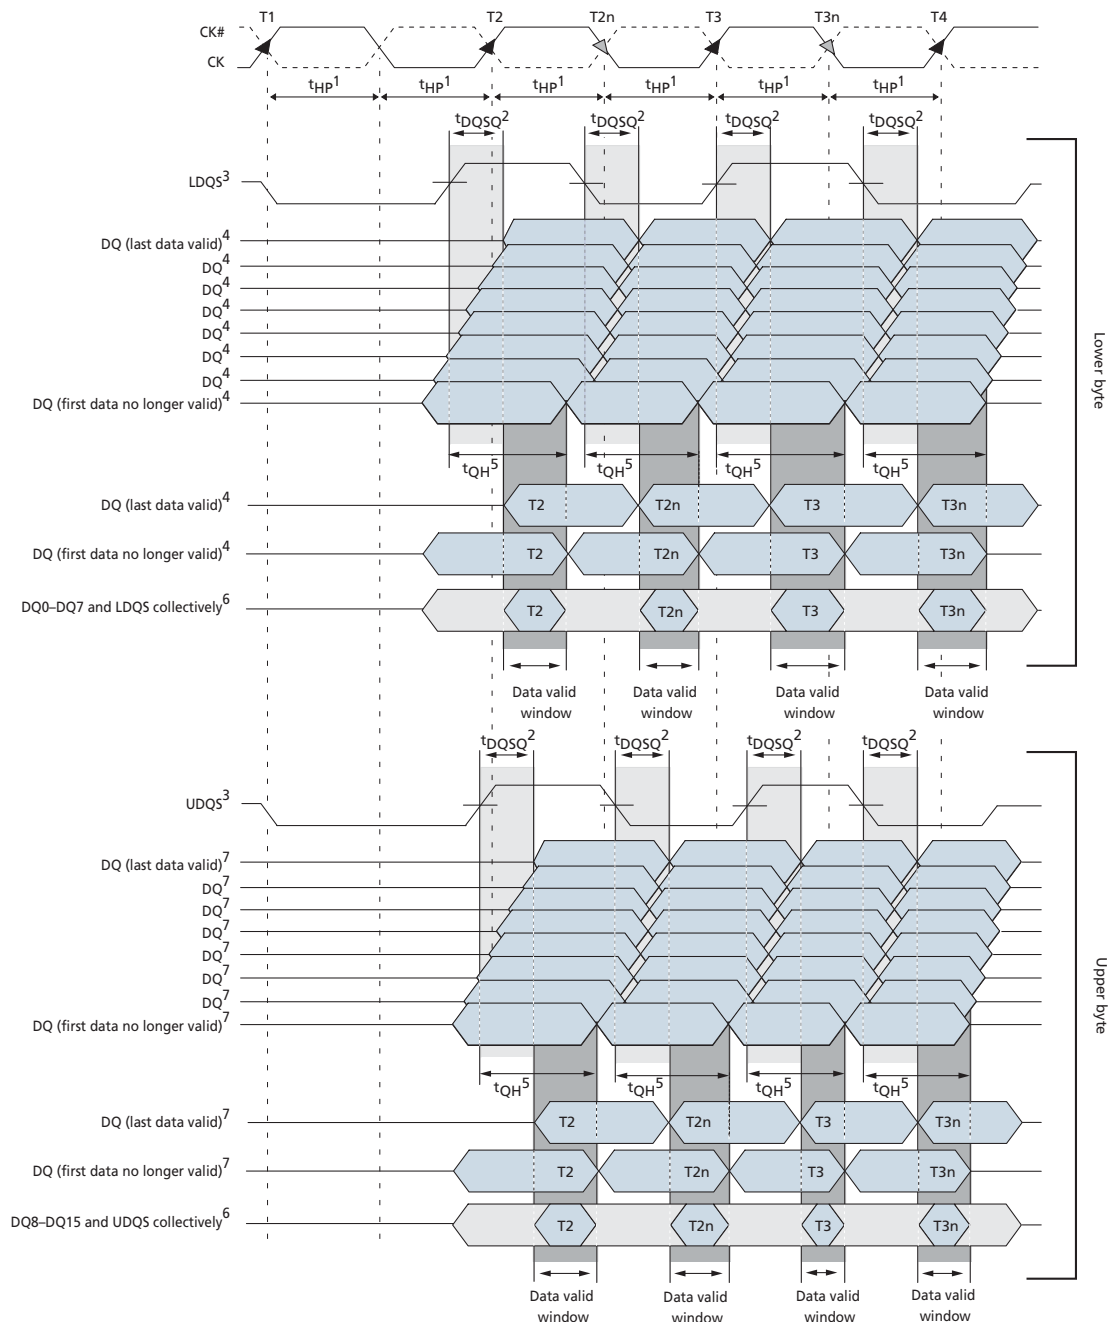 T1 T2 T2n T3 T3n T4
CK#
CK
tHP1 tHP1 tHP1 tHP1 tHP1 tHP1
tDQSQ2 tDQSQ2 tDQSQ2 tDQSQ2
LDQS3
DQ (last data valid)4
DQ4
DQ4
DQ4
DQ4
DQ4
DQ4
DQ (first data no longer valid)4
Lower byte
tQH5 tQH5 tQH5 tQH5
DQ (last data valid)4 T2 T2n T3 T3n
DQ (first data no longer valid)4 T2 T2n T3 T3n
DQ0–DQ7 and LDQS collectively6 T2 T2n T3 T3n
Data valid window
Data valid window
Data valid window
Data valid window
tDQSQ2 tDQSQ2 tDQSQ2 tDQSQ2
UDQS3
DQ (last data valid)7
DQ7
DQ7
DQ7
DQ7
DQ7
DQ7
DQ (first data no longer valid)7
Upper byte
tQH5 tQH5 tQH5 tQH5
DQ (last data valid)7 T2 T2n T3 T3n
DQ (first data no longer valid)7 T2 T2n T3 T3n
DQ8–DQ15 and UDQS collectively6 T2 T2n T3 T3n
Data valid window
Data valid window
Data valid window
Data valid window